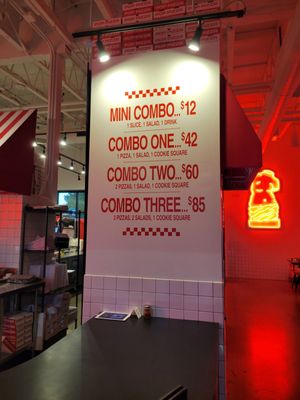 MINI COMBO...$12
1 SLICE, 1 SALAD, 1 DRINK
COMBO ONE...$42
1 PIZZA, 1 SALAD, 1 COOKIE SQUARE
COMBO TWO...$60
2 PIZZAS, 1 SALAD, 1 COOKIE SQUARE
COMBO THREE...$85
3 PIZZAS, 2 SALADS, 1 COOKIE SQUARE